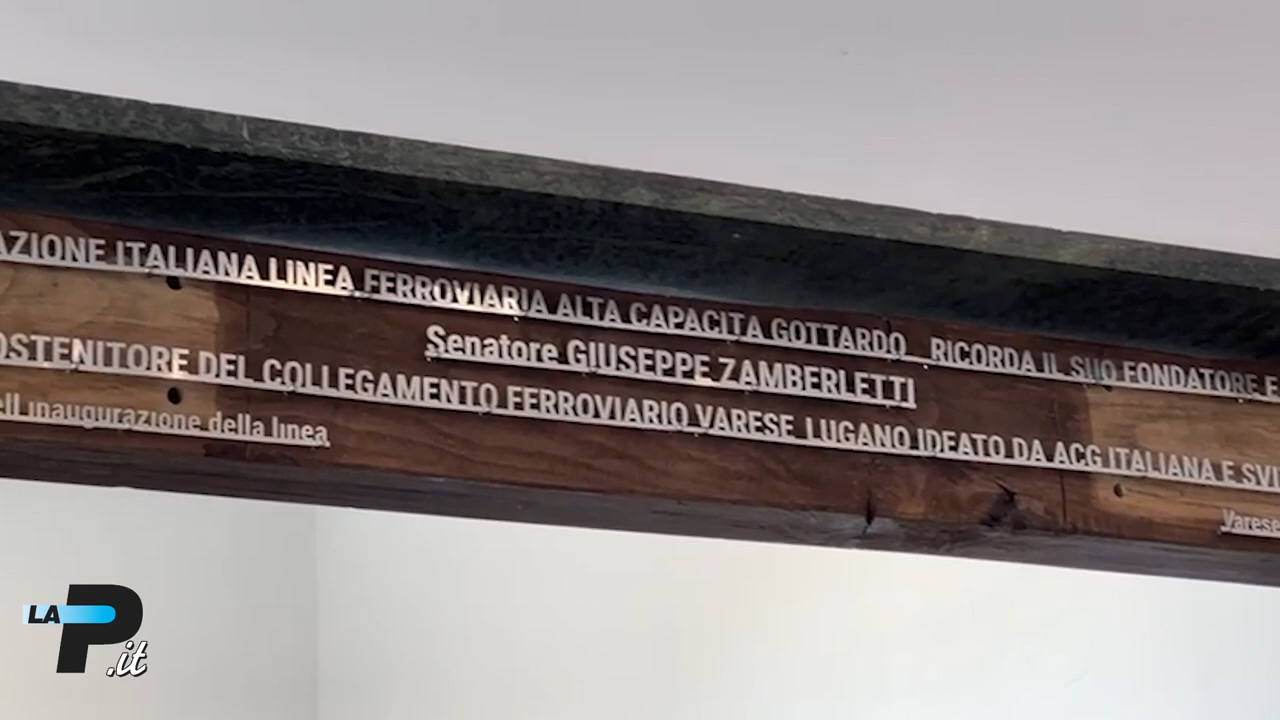 AZIONE ITALIANA LINEA FERROVIARIA ALTA CAPACITA GOTTARDO RICORDA IL SUO FONDATORE E
Senatore GIUSEPPE ZAMBERLETTI
OSTENITORE DEL COLLEGAMENTO FERROVIARIO VARESE LUGANO IDEATO DA ACG ITALIANA E SVI
ell inaugurazione della linea
Varese
LA P.it